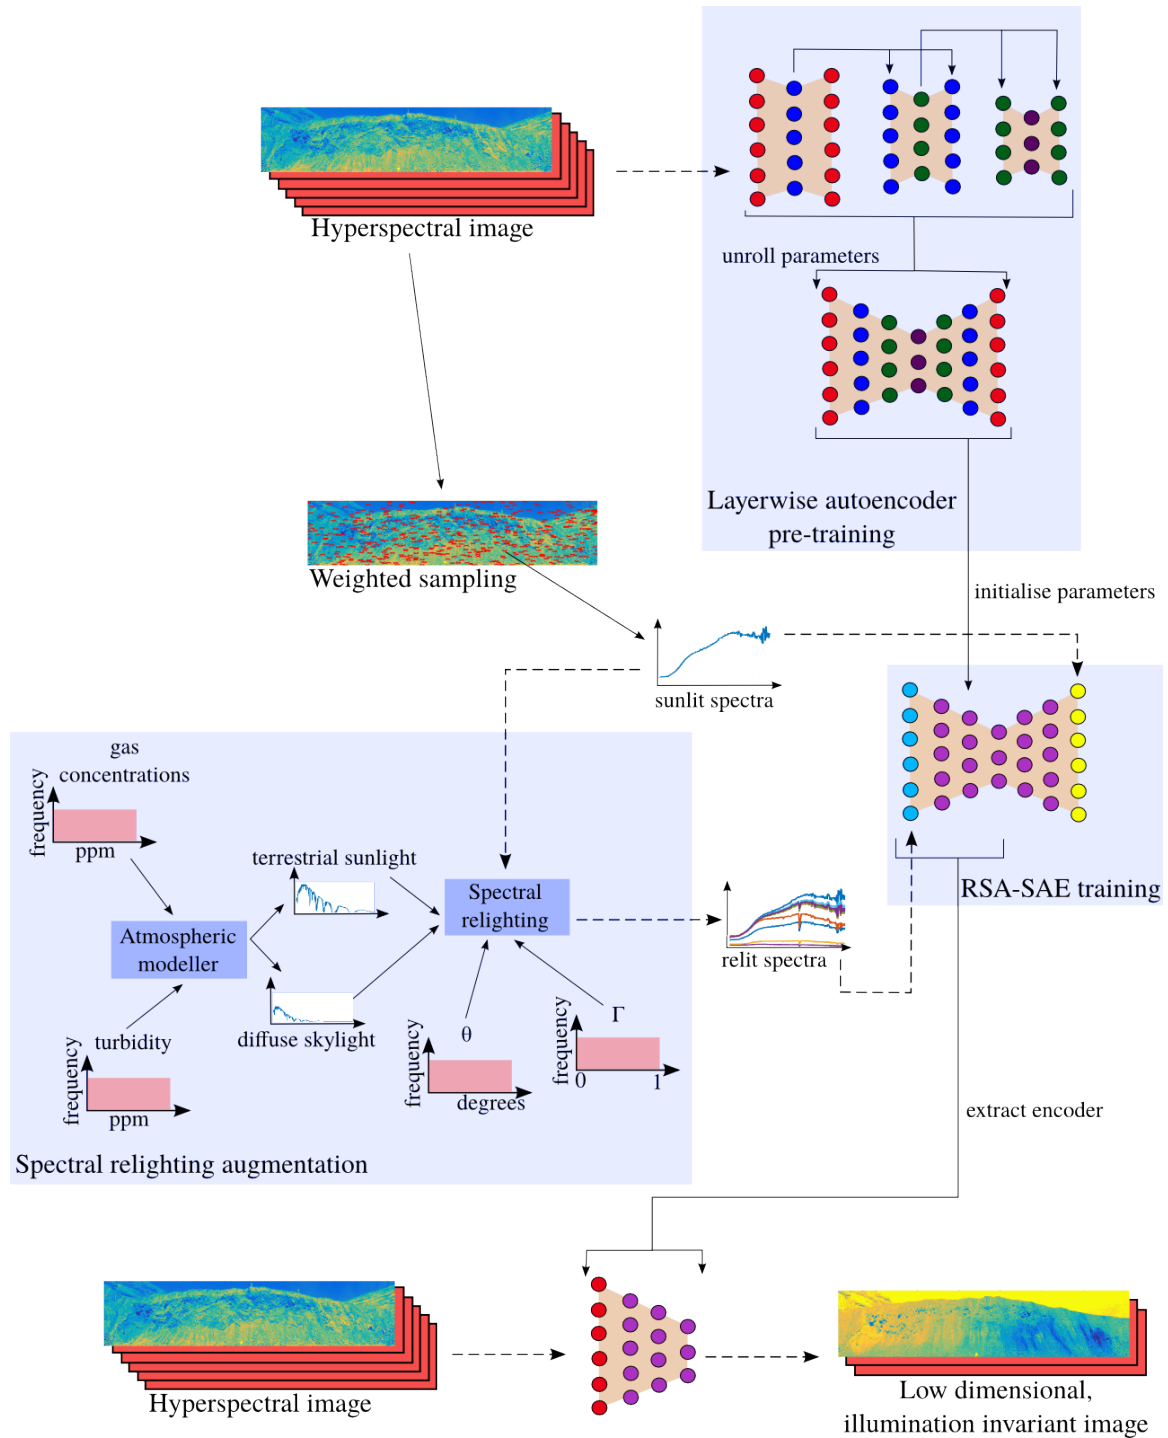 Hyperspectral image
unroll parameters
Layerwise autoencoder
pre-training
Weighted sampling
initialise parameters
sunlit spectra
gas
concentrations
frequency
ppm
terrestrial sunlight
Spectral
relighting
RSA-SAE training
Atmospheric
modeller
relit spectra
turbidity
frequency
ppm
diffuse skylight
θ
frequency
degrees
Γ
frequency
0 1
extract encoder
Spectral relighting augmentation
Hyperspectral image
Low dimensional,
illumination invariant image